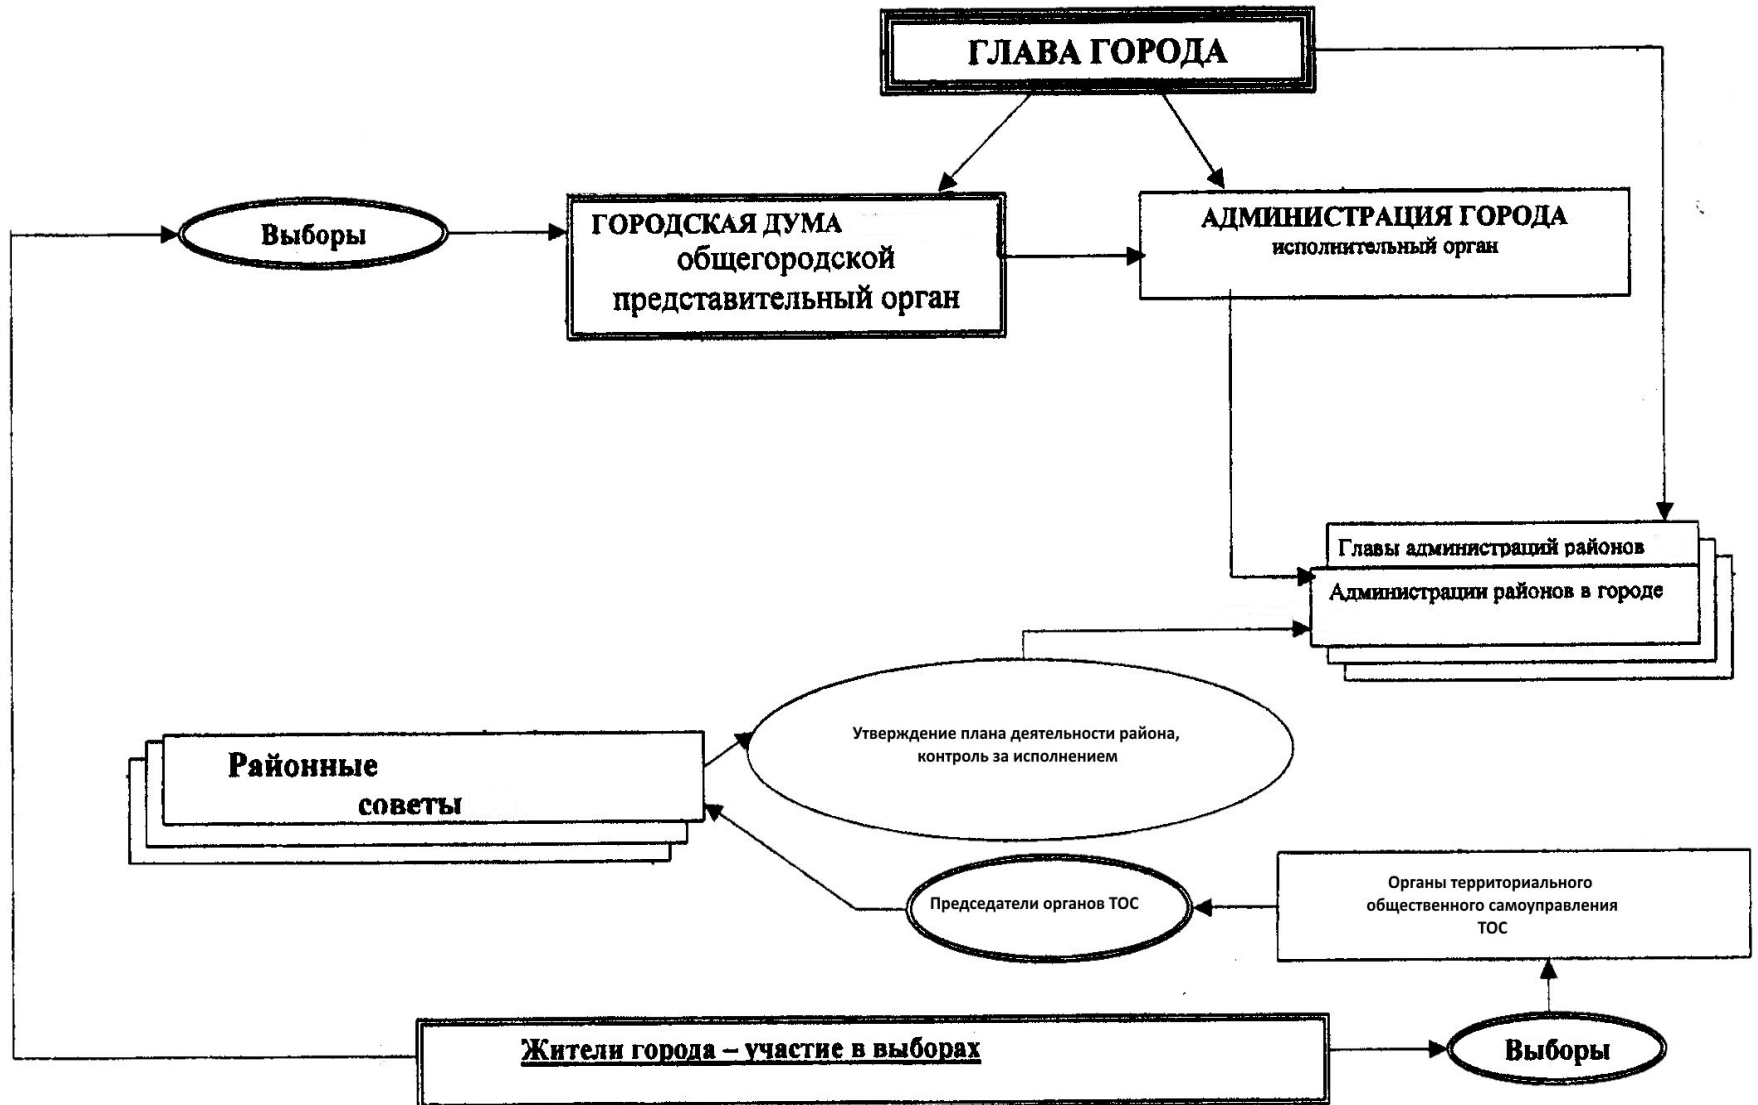 ГЛАВА ГОРОДА
Выборы
ГОРОДСКАЯ ДУМА
общегородской
представительный орган
АДМИНИСТРАЦИЯ ГОРОДА
исполнительный орган
Главы администраций районов
Администрации районов в городе
Утверждение плана деятельности района,
контроль за исполнением
Районные
советы
Председатели органов ТОС
Органы территориального
общественного самоуправления
ТОС
Жители города – участие в выборах
Выборы